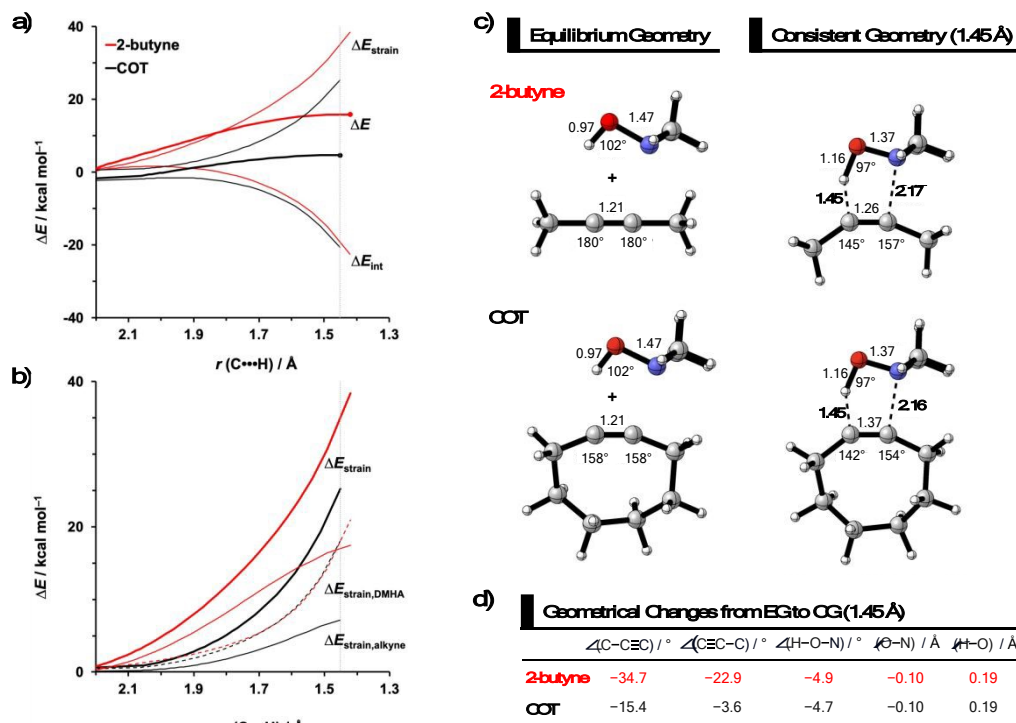 a)
40
20
0
-20
-40
2-butyne
COT
ΔE_strain
ΔE
ΔE_int
ΔE / kcal mol⁻¹
2.1 1.9 1.7 1.5 1.3
r (C•••H) / Å
b)
40
20
0
ΔE / kcal mol⁻¹
ΔE_strain
ΔE_strain,DMHA
ΔE_strain,alkyne
2.1 1.9 1.7 1.5 1.3
c)
Equilibrium Geometry
Consistent Geometry (1.45 Å)
2-butyne
0.97 1.47
102°
+
1.21
180° 180°
1.37
1.16
97°
1.45 2.17
1.26
145° 157°
COT
0.97 1.47
102°
+
1.21
158° 158°
1.37
1.16
97°
1.45 2.16
1.37
142° 154°
d)
Geometrical Changes from EG to CG (1.45 Å)
∠(C–C≡C) / ° ∠(C≡C–C) / ° ∠(H–O–N) / ° r(O–N) / Å r(H–O) / Å
2-butyne −34.7 −22.9 −4.9 −0.10 0.19
COT −15.4 −3.6 −4.7 −0.10 0.19